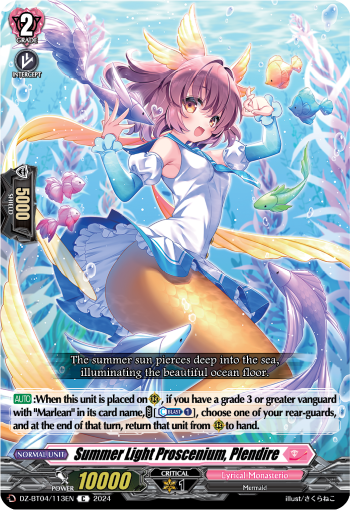 2
GRADE
INTERCEPT
5000
SHIELD
The summer sun pierces deep into the sea,
illuminating the beautiful ocean floor.
AUTO:When this unit is placed on R, if you have a grade 3 or greater vanguard
with "Marlean" in its card name, COST[C BLAST 1], choose one of your rear-guards,
and at the end of that turn, return that unit from R to hand.
NORMAL UNIT
Summer Light Proscenium, Plendire
POWER 10000
CRITICAL
1
Lyrical Monasterio
Mermaid
DZ-BT04/113EN C 2024
illust/さくらねこ